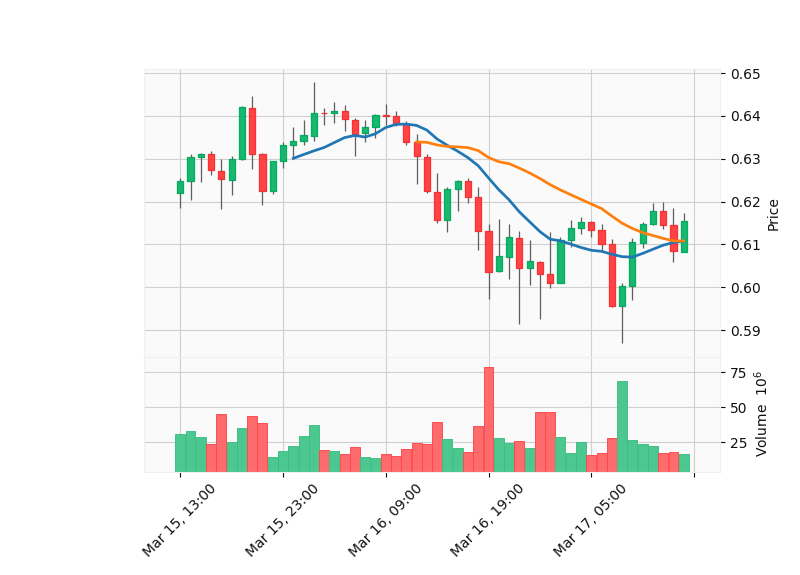 0.65
0.64
0.63
0.62
0.61
0.60
0.59
Price
75
50
25
Volume 10⁶
Mar 15, 13:00
Mar 15, 23:00
Mar 16, 09:00
Mar 16, 19:00
Mar 17, 05:00